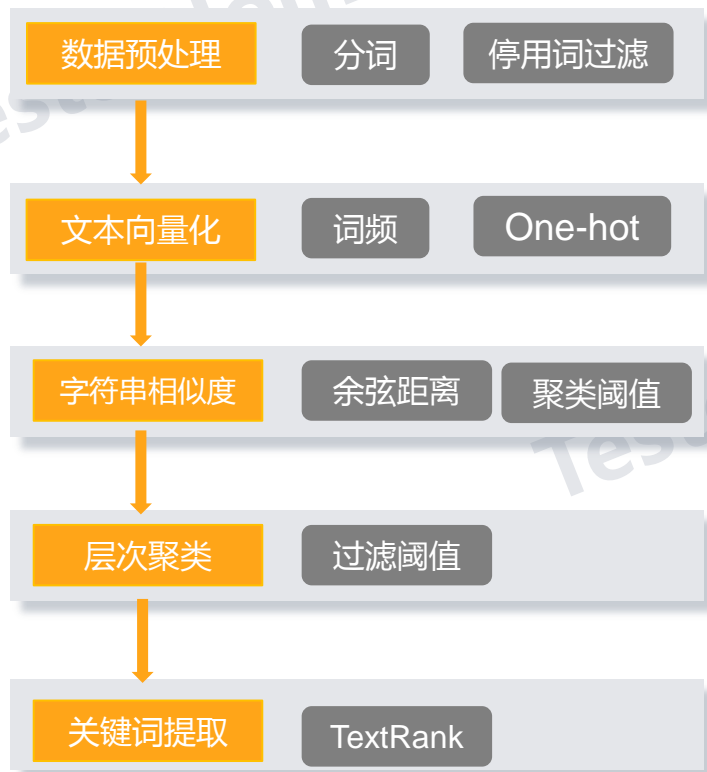 数据预处理 分词 停用词过滤
文本向量化 词频 One-hot
字符串相似度 余弦距离 聚类阈值
层次聚类 过滤阈值
关键词提取 TextRank